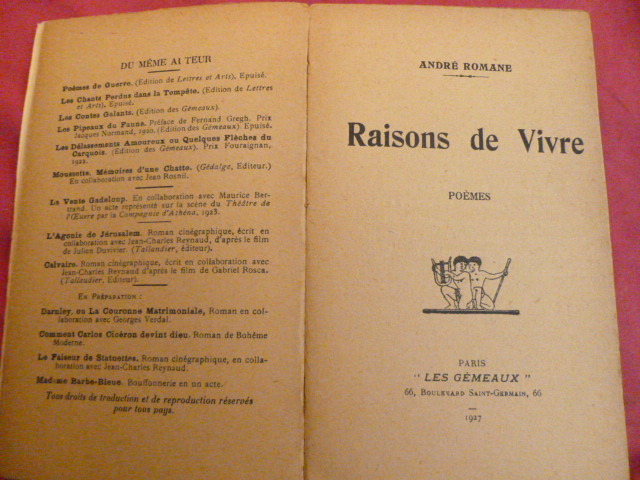 DU MÊME AUTEUR
Poèmes de Guerre. (Edition de Lettres et Arts), Epuisé.
Les Chants Perdus dans la Tempête. (Edition de Lettres
et Arts), Epuisé.
Les Contes Galants. (Edition des Gémeaux).
Les Pipeaux du Faune. Préface de Fernand Gregh. Prix
Jacques Normand, 1920. (Edition des Gémeaux). Epuisé.
Les Délassements Amoureux ou Quelques Flèches du
Carquois. (Edition des Gémeaux), Prix Fouraignan,
1922.
Moussotte, Mémoires d'une Chatte. (Gédalge, Editeur.)
En collaboration avec Jean Rosnil.
La Vente Gadeloup. En collaboration avec Maurice Ber-
trand. Un acte représenté sur la scène du Théâtre de
l'Œuvre par la Compagnie d'Athéna, 1923.
L'Agonie de Jérusalem. Roman cinégraphique, écrit en
collaboration avec Jean-Charles Reynaud, d'après le film
de Julien Duvivier. (Tallandier, éditeur).
Calvaire. Roman cinégraphique, écrit en collaboration avec
Jean-Charles Reynaud d'après le film de Gabriel Rosca.
(Tallandier, Editeur).
EN PRÉPARATION :
Darnley, ou La Couronne Matrimoniale, Roman en col-
laboration avec Georges Verdal.
Comment Carlos Cicéron devint dieu. Roman de Bohême
Moderne.
Le Faiseur de Statuettes. Roman cinégraphique, en colla-
boration avec Jean-Charles Reynaud.
Madame Barbe-Bleue. Bouffonnerie en un acte.
Tous droits de traduction et de reproduction réservés
pour tous pays.
ANDRÉ ROMANE
Raisons de Vivre
POÈMES
PARIS
"LES GÉMEAUX"
66, BOULEVARD SAINT-GERMAIN, 66
1927